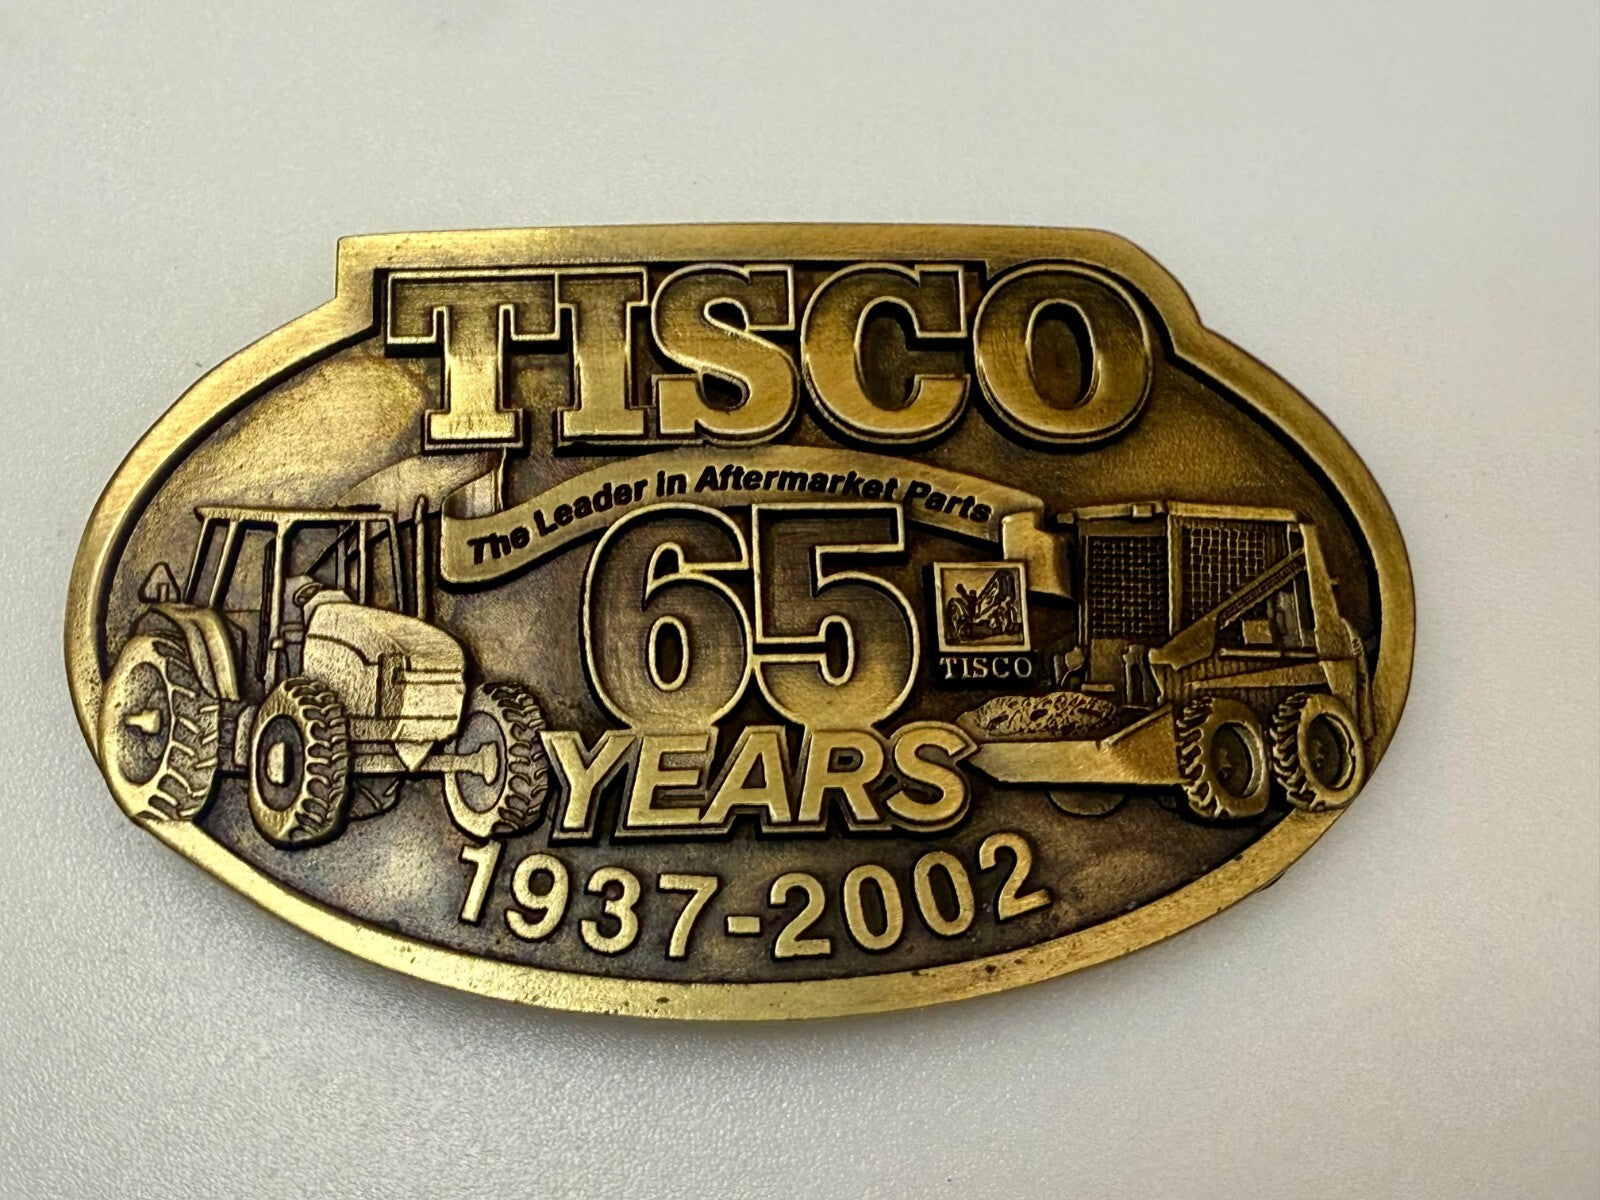 TISCO
The Leader in Aftermarket Parts
65
TISCO
YEARS
1937-2002